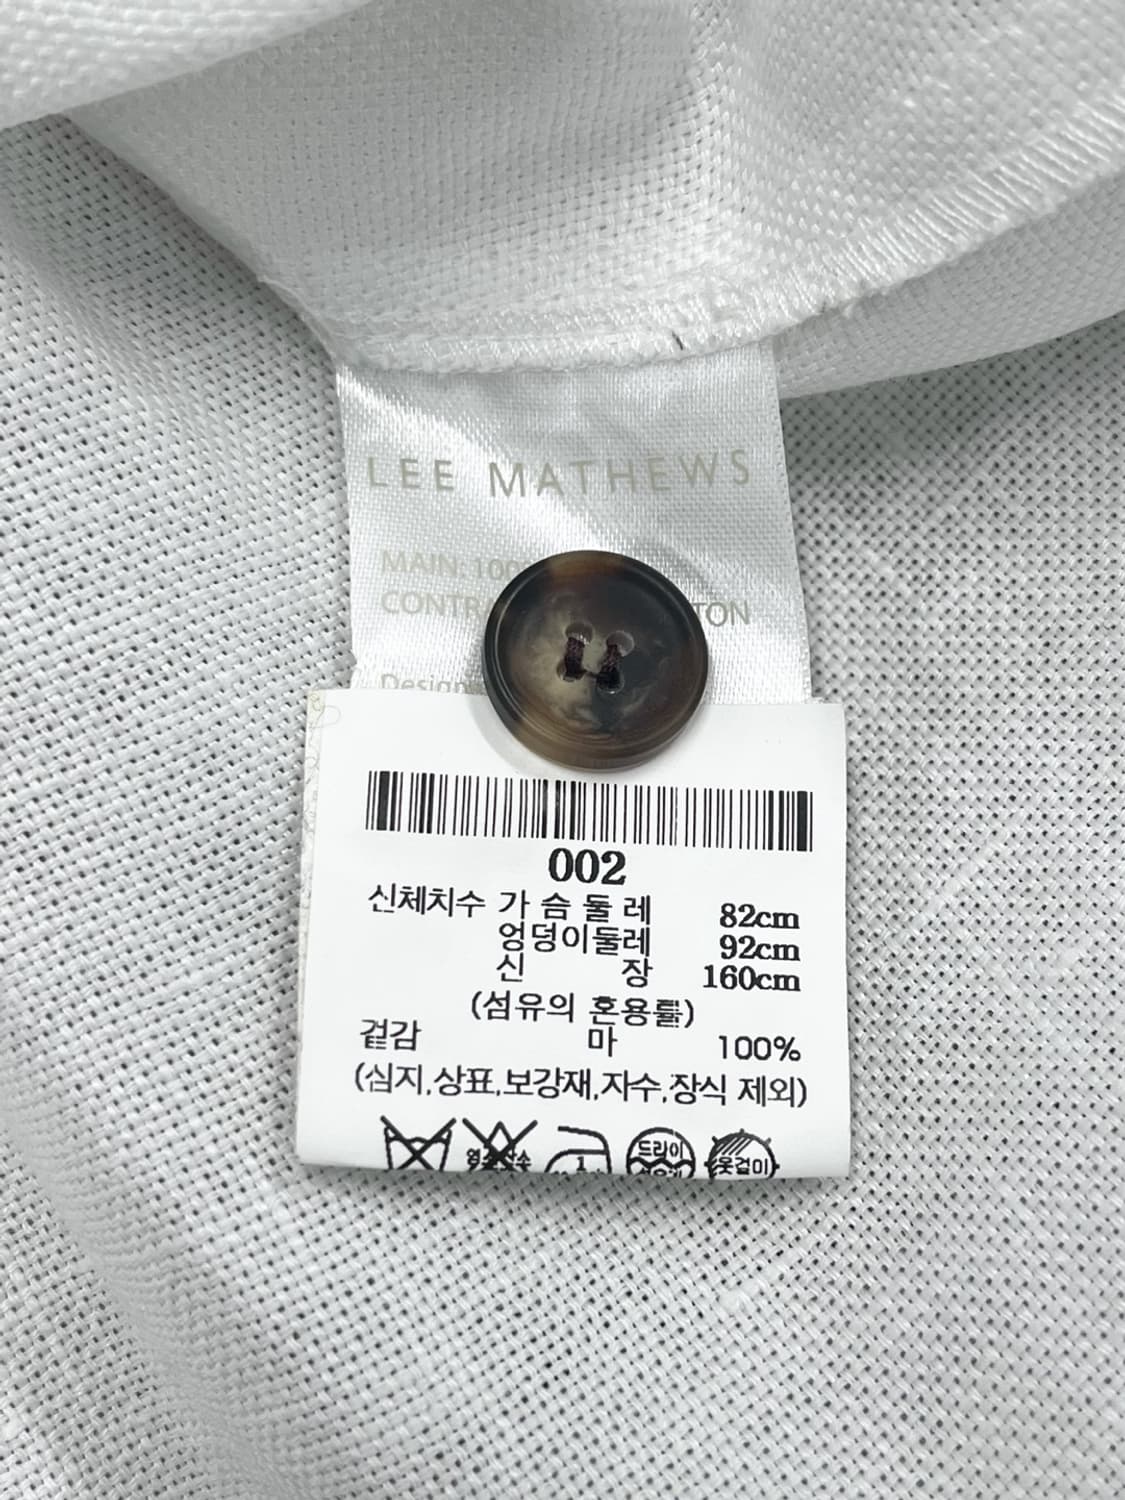 LEE MATHEWS
MAIN: 100
002
신체치수 가슴둘레 82cm
엉덩이둘레 92cm
신장 160cm
(섬유의 혼용률)
겉감 마 100%
(심지,상표,보강재,자수,장식 제외)
드라이
옷걸이